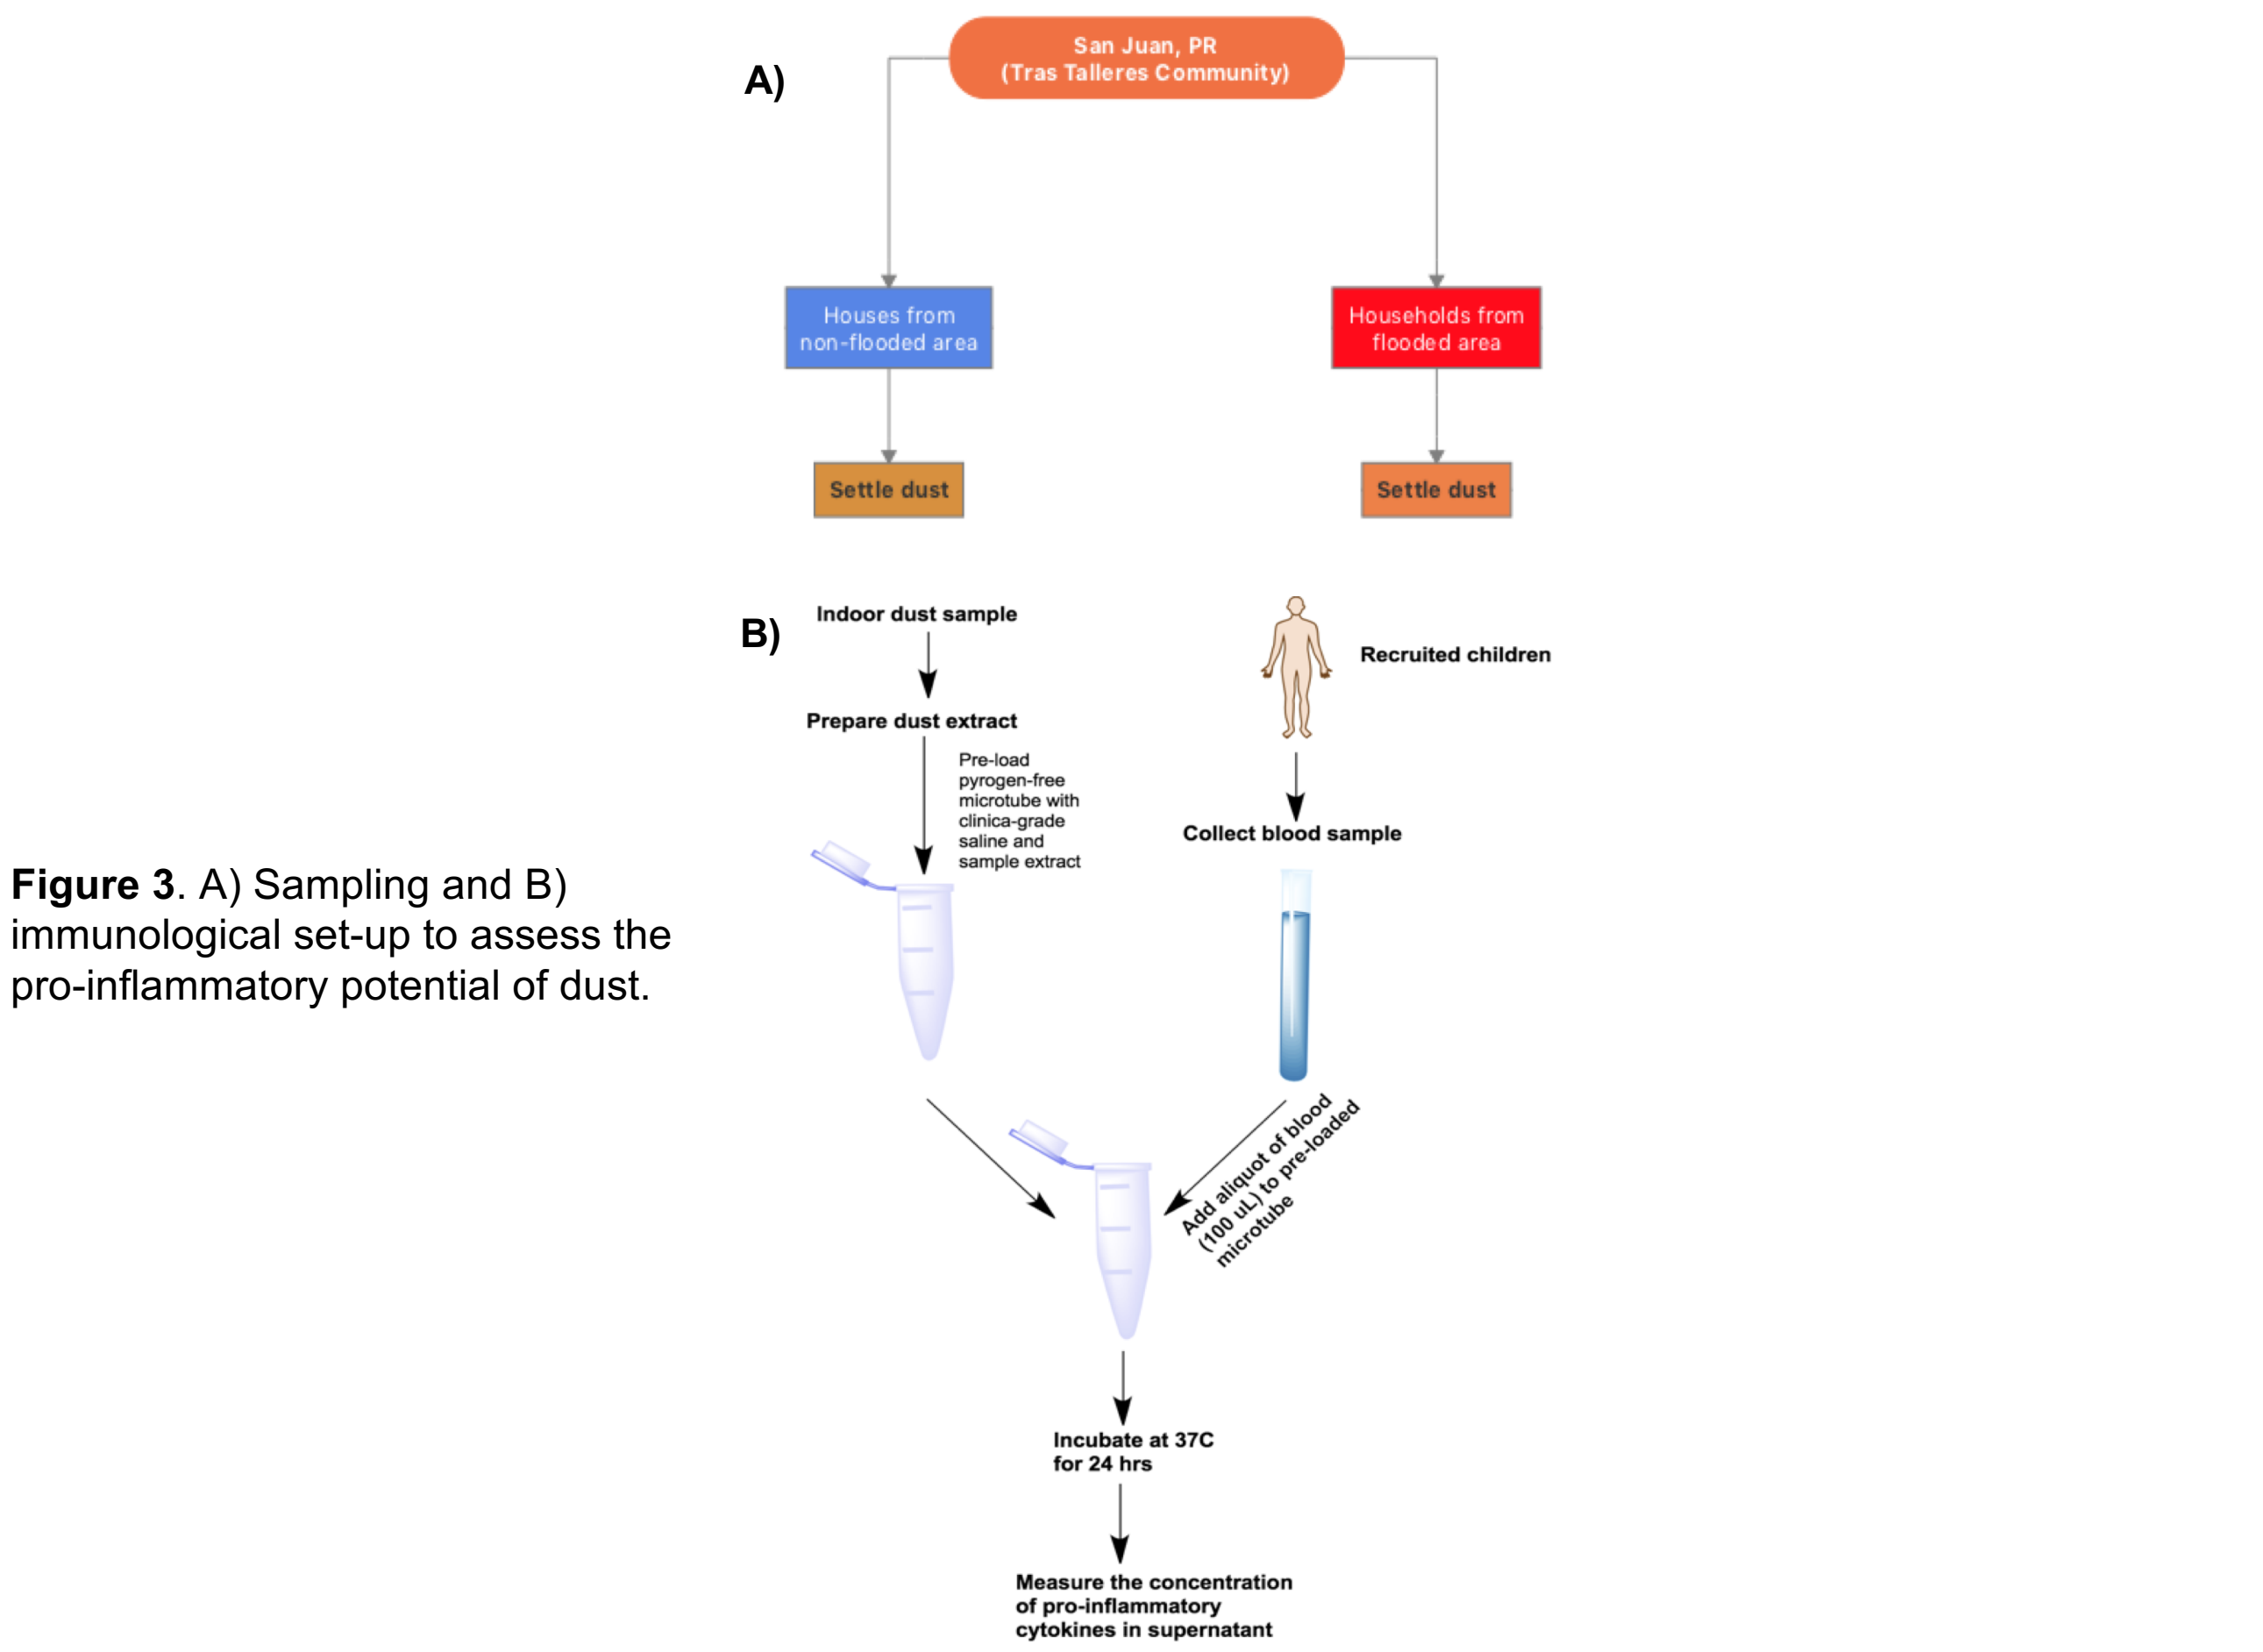 A)
San Juan, PR
(Tras Talleres Community)
Houses from
non-flooded area
Households from
flooded area
Settle dust
Settle dust
B)
Indoor dust sample
Prepare dust extract
Pre-load
pyrogen-free
microtube with
clinica-grade
saline and
sample extract
Recruited children
Collect blood sample
Add aliquot of blood
(100 uL) to pre-loaded
microtube
Incubate at 37C
for 24 hrs
Measure the concentration
of pro-inflammatory
cytokines in supernatant
Figure 3. A) Sampling and B)
immunological set-up to assess the
pro-inflammatory potential of dust.